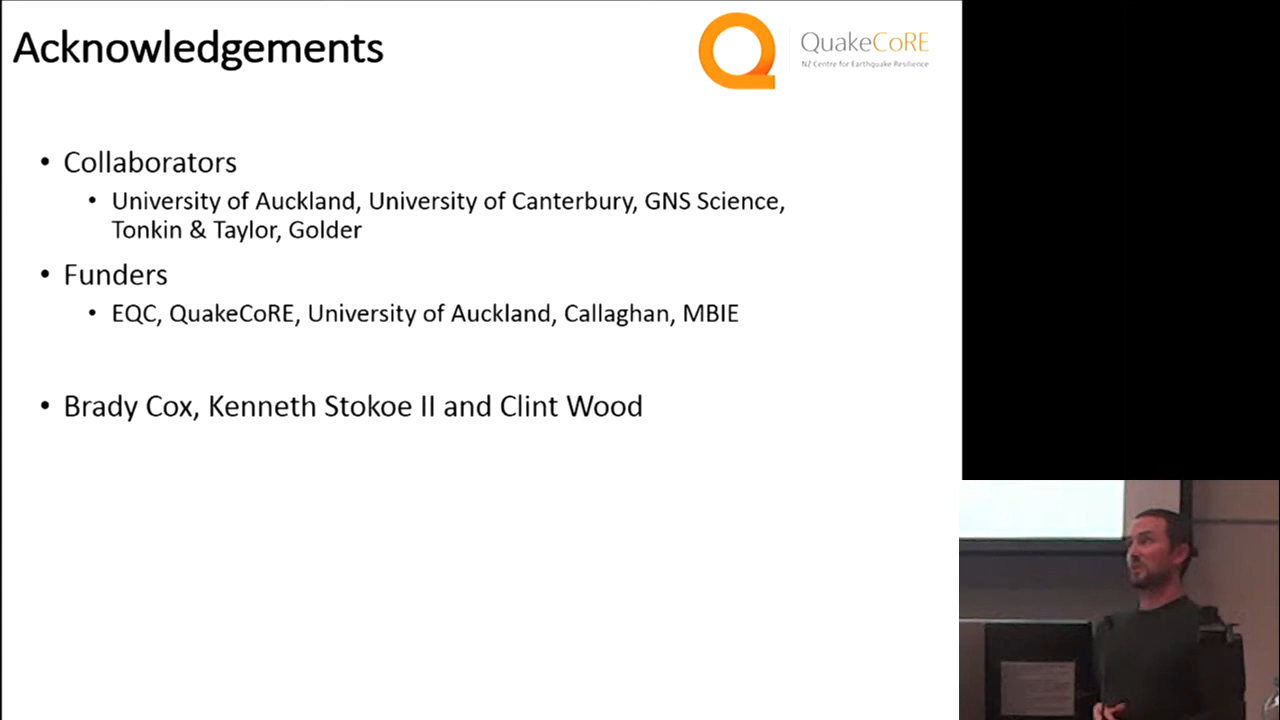 Acknowledgements
QuakeCoRE
NZ Centre for Earthquake Resilience
• Collaborators
• University of Auckland, University of Canterbury, GNS Science,
Tonkin & Taylor, Golder
• Funders
• EQC, QuakeCoRE, University of Auckland, Callaghan, MBIE
• Brady Cox, Kenneth Stokoe II and Clint Wood